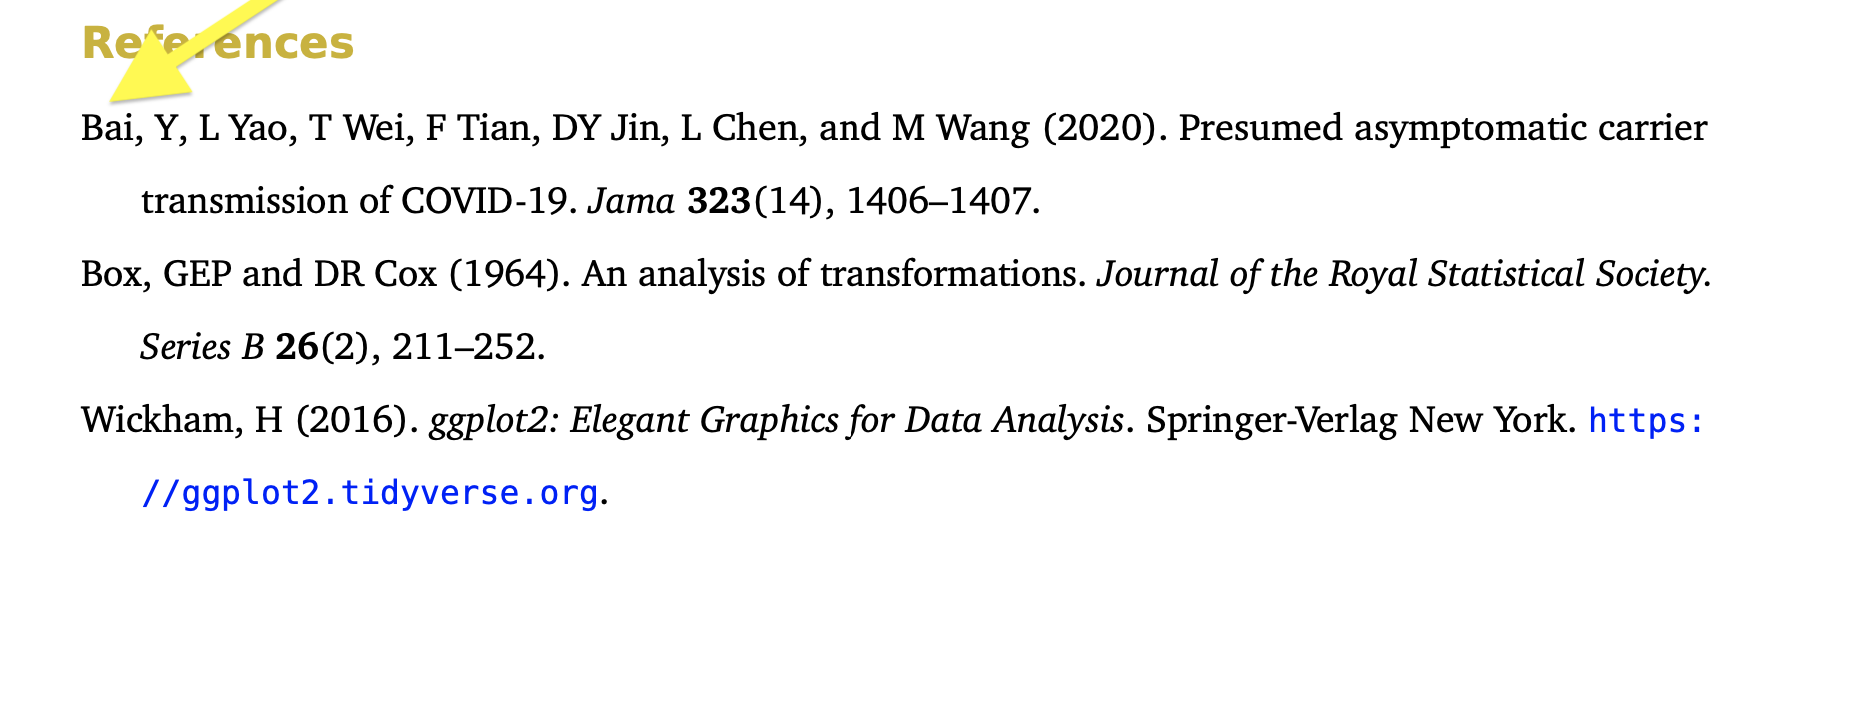 References
Bai, Y, L Yao, T Wei, F Tian, DY Jin, L Chen, and M Wang (2020). Presumed asymptomatic carrier
transmission of COVID-19. Jama 323(14), 1406–1407.
Box, GEP and DR Cox (1964). An analysis of transformations. Journal of the Royal Statistical Society.
Series B 26(2), 211–252.
Wickham, H (2016). ggplot2: Elegant Graphics for Data Analysis. Springer-Verlag New York. https:
//ggplot2.tidyverse.org.